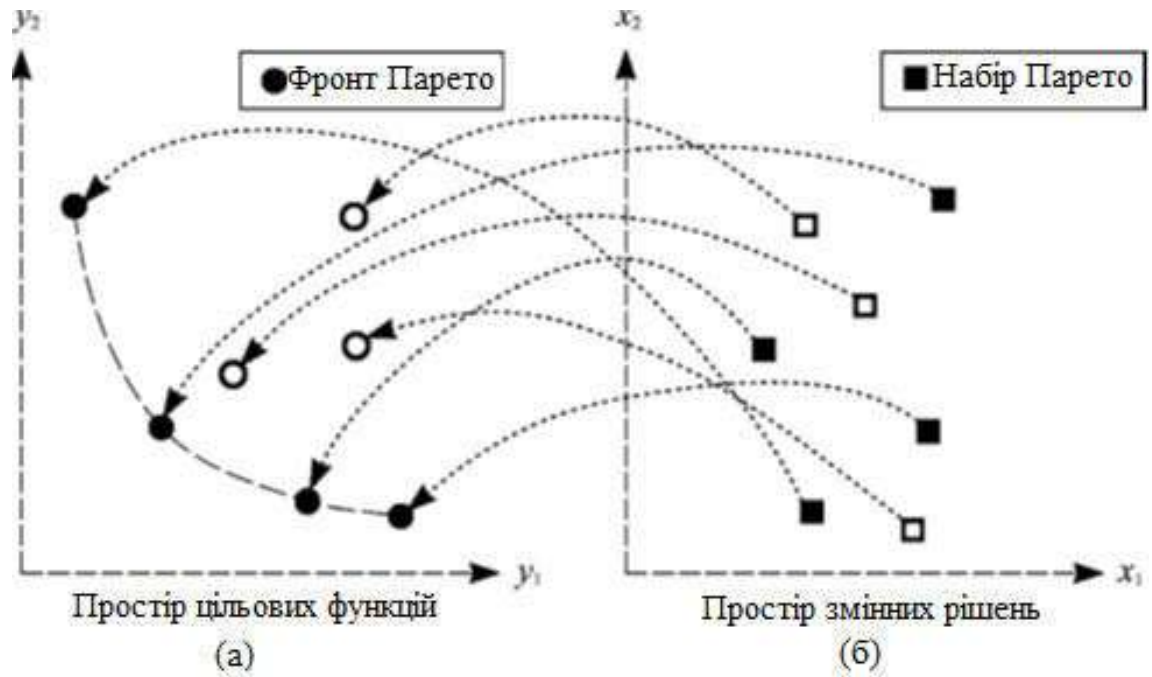 y₂
x₂
Фронт Парето
Набір Парето
y₁
x₁
Простір цільових функцій
Простір змінних рішень
(а)
(б)